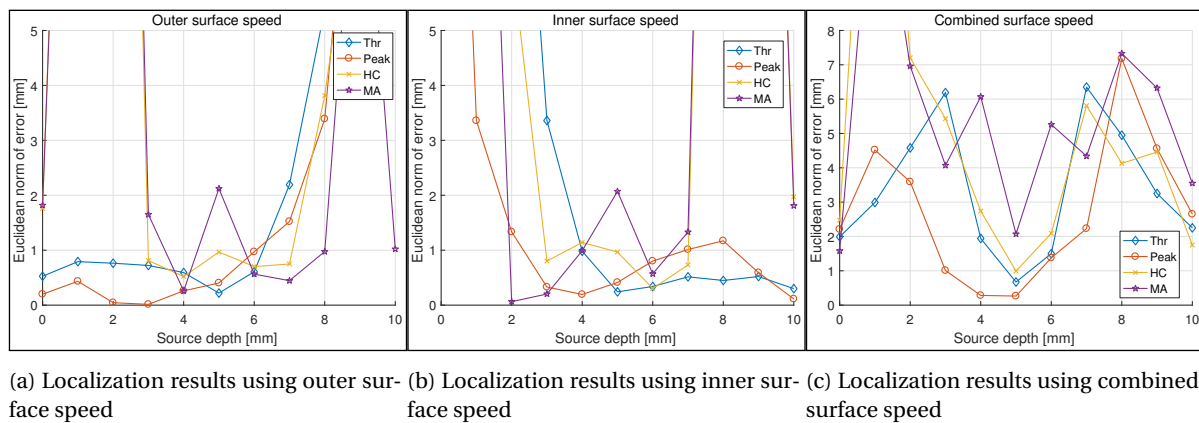 Outer surface speed
5
4
3
2
1
0
Euclidean norm of error [mm]
0 2 4 6 8 10
Source depth [mm]
Thr
Peak
HC
MA
Inner surface speed
5
4
3
2
1
0
Euclidean norm of error [mm]
0 2 4 6 8 10
Source depth [mm]
Thr
Peak
HC
MA
Combined surface speed
8
7
6
5
4
3
2
1
0
Euclidean norm of error [mm]
0 2 4 6 8 10
Source depth [mm]
Thr
Peak
HC
MA
(a) Localization results using outer sur-
face speed
(b) Localization results using inner sur-
face speed
(c) Localization results using combined
surface speed